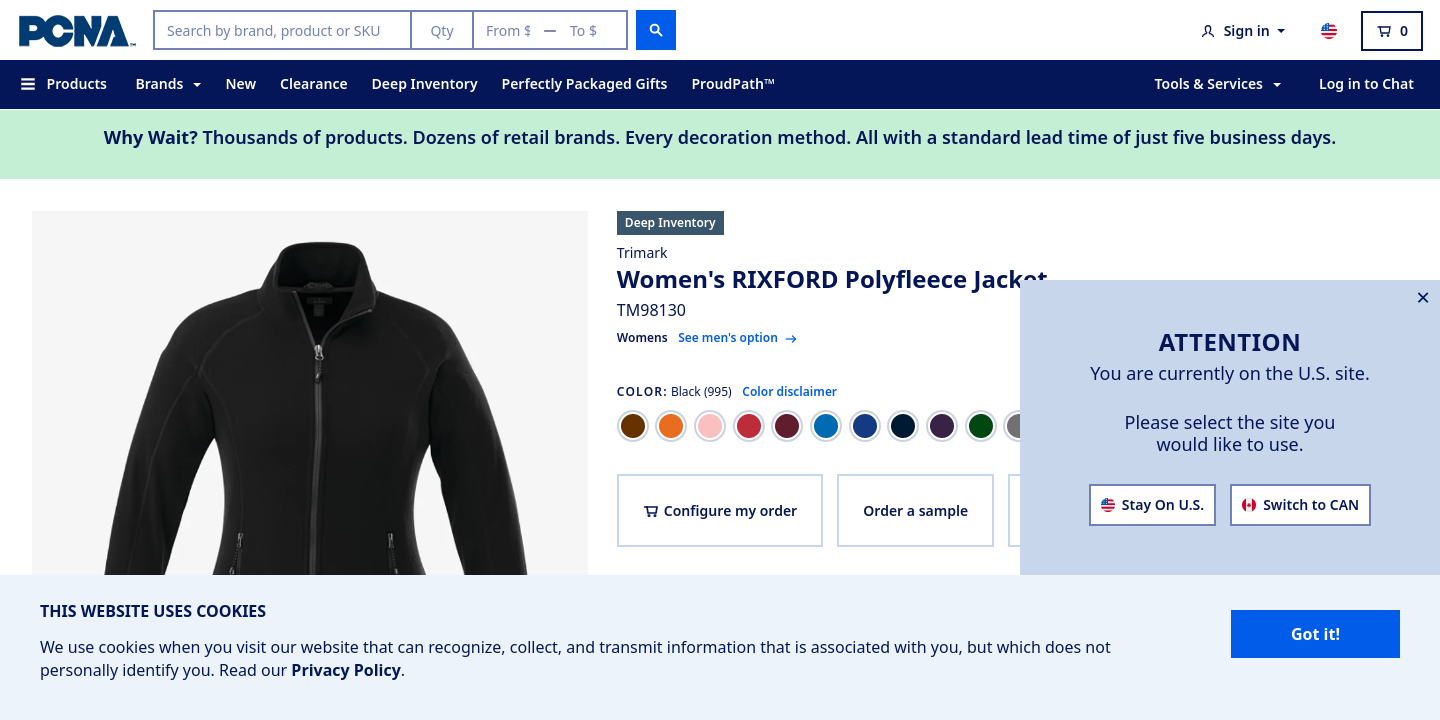 PCNA™
Search by brand, product or SKU
Qty
From $ — To $
Sign in
0
Products
Brands
New
Clearance
Deep Inventory
Perfectly Packaged Gifts
ProudPath™
Tools & Services
Log in to Chat
Why Wait? Thousands of products. Dozens of retail brands. Every decoration method. All with a standard lead time of just five business days.
Deep Inventory
Trimark
Women's RIXFORD Polyfleece Jacket
TM98130
Womens See men's option →
COLOR: Black (995) Color disclaimer
Configure my order
Order a sample
ATTENTION
You are currently on the U.S. site.
Please select the site you
would like to use.
Stay On U.S.
Switch to CAN
THIS WEBSITE USES COOKIES
We use cookies when you visit our website that can recognize, collect, and transmit information that is associated with you, but which does not
personally identify you. Read our Privacy Policy.
Got it!